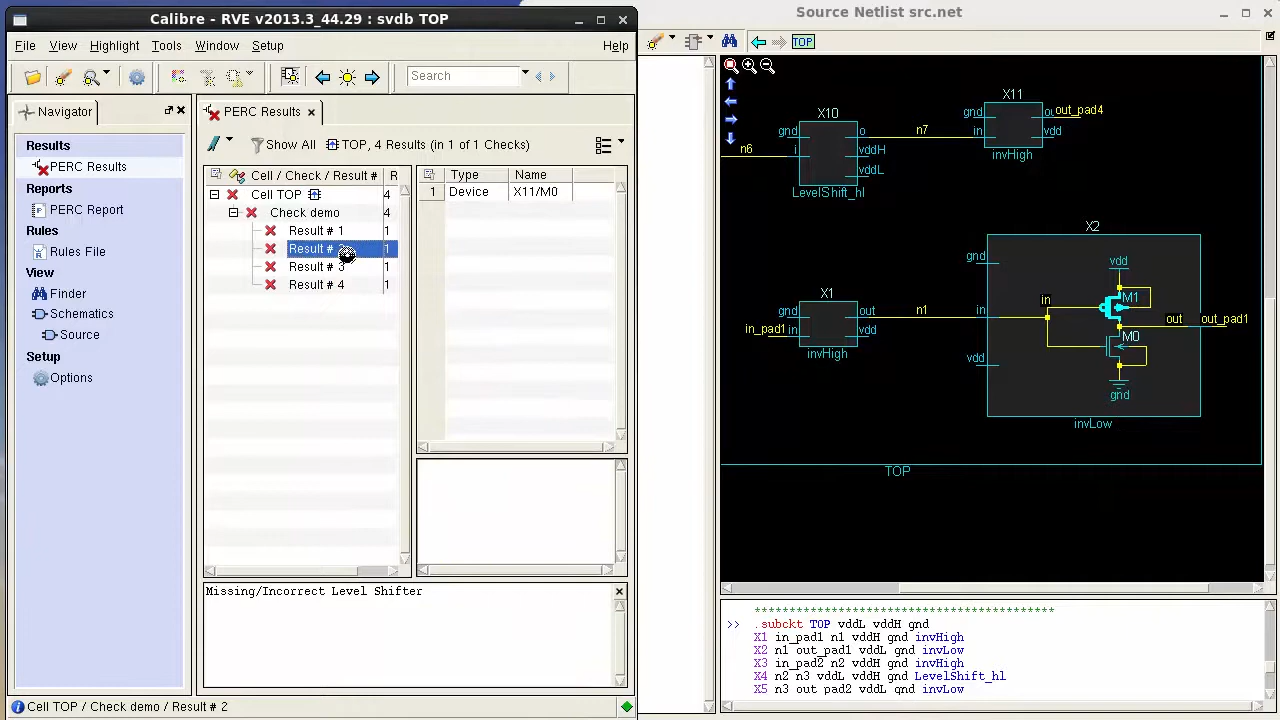 Calibre - RVE v2013.3_44.29 : svdb TOP
File View Highlight Tools Window Setup Help
Search
Navigator
Results
PERC Results
Reports
PERC Report
Rules
Rules File
View
Finder
Schematics
Setup
Options
PERC Results
Show All TOP, 4 Results (in 1 of 1 Checks)
Cell / Check / Result # R
Cell TOP 4
Check demo 4
Result # 1 1
Result # 1
Result # 3 1
Result # 4 1
Type Name
1 Device X11/M0
Missing/Incorrect Level Shifter
Cell TOP / Check demo / Result # 2
Source Netlist src.net
TOP
X10
gnd o
i vddH
vddL
LevelShift_hl
n6
n7
X11
gnd
in vdd
out_pad4
invHigh
X1
gnd out
in_pad1 in vdd
invHigh
n1
X2
gnd
in
vdd
vdd
in
M1
M0
out
out_pad1
gnd
invLow
TOP
****************************************
>> .subckt TOP vddL vddH gnd
X1 in_pad1 n1 vddH gnd invHigh
X2 n1 out_pad1 vddL gnd invLow
X3 in_pad2 n2 vddH gnd invHigh
X4 n2 n3 vddL vddH gnd LevelShift_hl
X5 n3 out_pad2 vddL gnd invLow